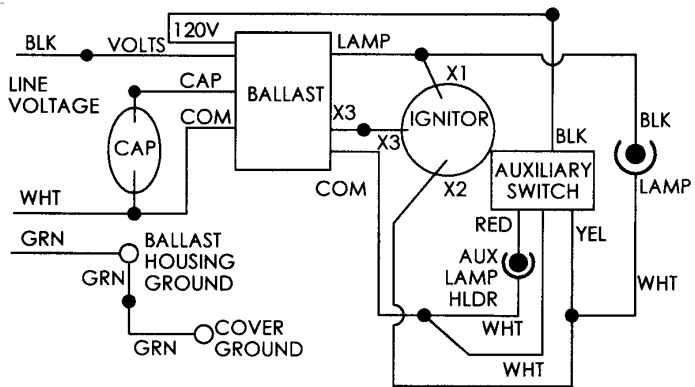 120V
BLK
VOLTS
LAMP
LINE
VOLTAGE
CAP
BALLAST
X1
X3
IGNITOR
COM
CAP
X3
BLK
BLK
AUXILIARY
SWITCH
LAMP
COM
X2
WHT
RED
YEL
GRN
BALLAST
HOUSING
GROUND
GRN
AUX
LAMP
HLDR
WHT
WHT
COVER
GROUND
GRN
WHT